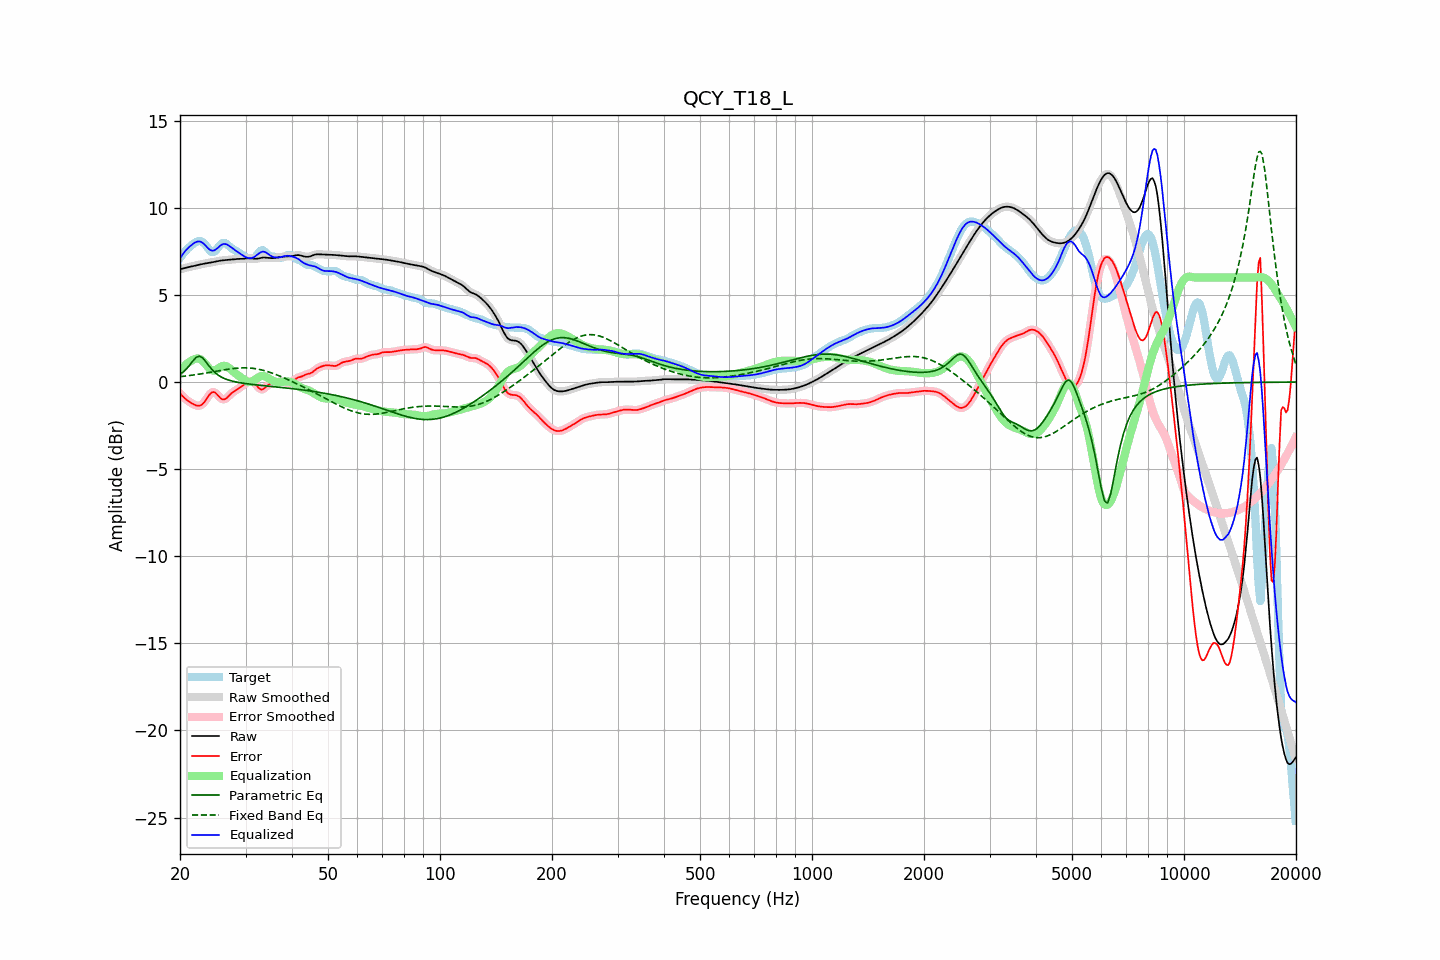 QCY_T18_L
15
10
5
0
−5
−10
−15
−20
−25
Amplitude (dBr)
Target
Raw Smoothed
Error Smoothed
Raw
Error
Equalization
Parametric Eq
Fixed Band Eq
Equalized
20 50 100 200 500 1000 2000 5000 10000 20000
Frequency (Hz)